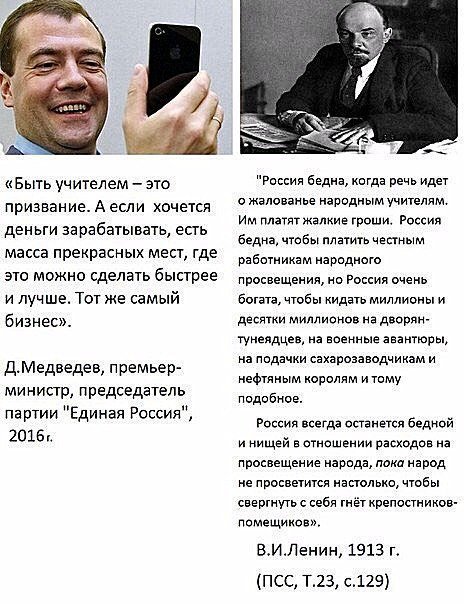 «Быть учителем – это
призвание. А если хочется
деньги зарабатывать, есть
масса прекрасных мест, где
это можно сделать быстрее
и лучше. Тот же самый
бизнес».
Д.Медведев, премьер-
министр, председатель
партии "Единая Россия",
2016г.
"Россия бедна, когда речь идет
о жалованье народным учителям.
Им платят жалкие гроши. Россия
бедна, чтобы платить честным
работникам народного
просвещения, но Россия очень
богата, чтобы кидать миллионы и
десятки миллионов на дворян-
тунеядцев, на военные авантюры,
на подачки сахарозаводчикам и
нефтяным королям и тому
подобное.
Россия всегда останется бедной
и нищей в отношении расходов на
просвещение народа, пока народ
не просветится настолько, чтобы
свергнуть с себя гнёт крепостников-
помещиков».
В.И.Ленин, 1913 г.
(ПСС, Т.23, с.129)